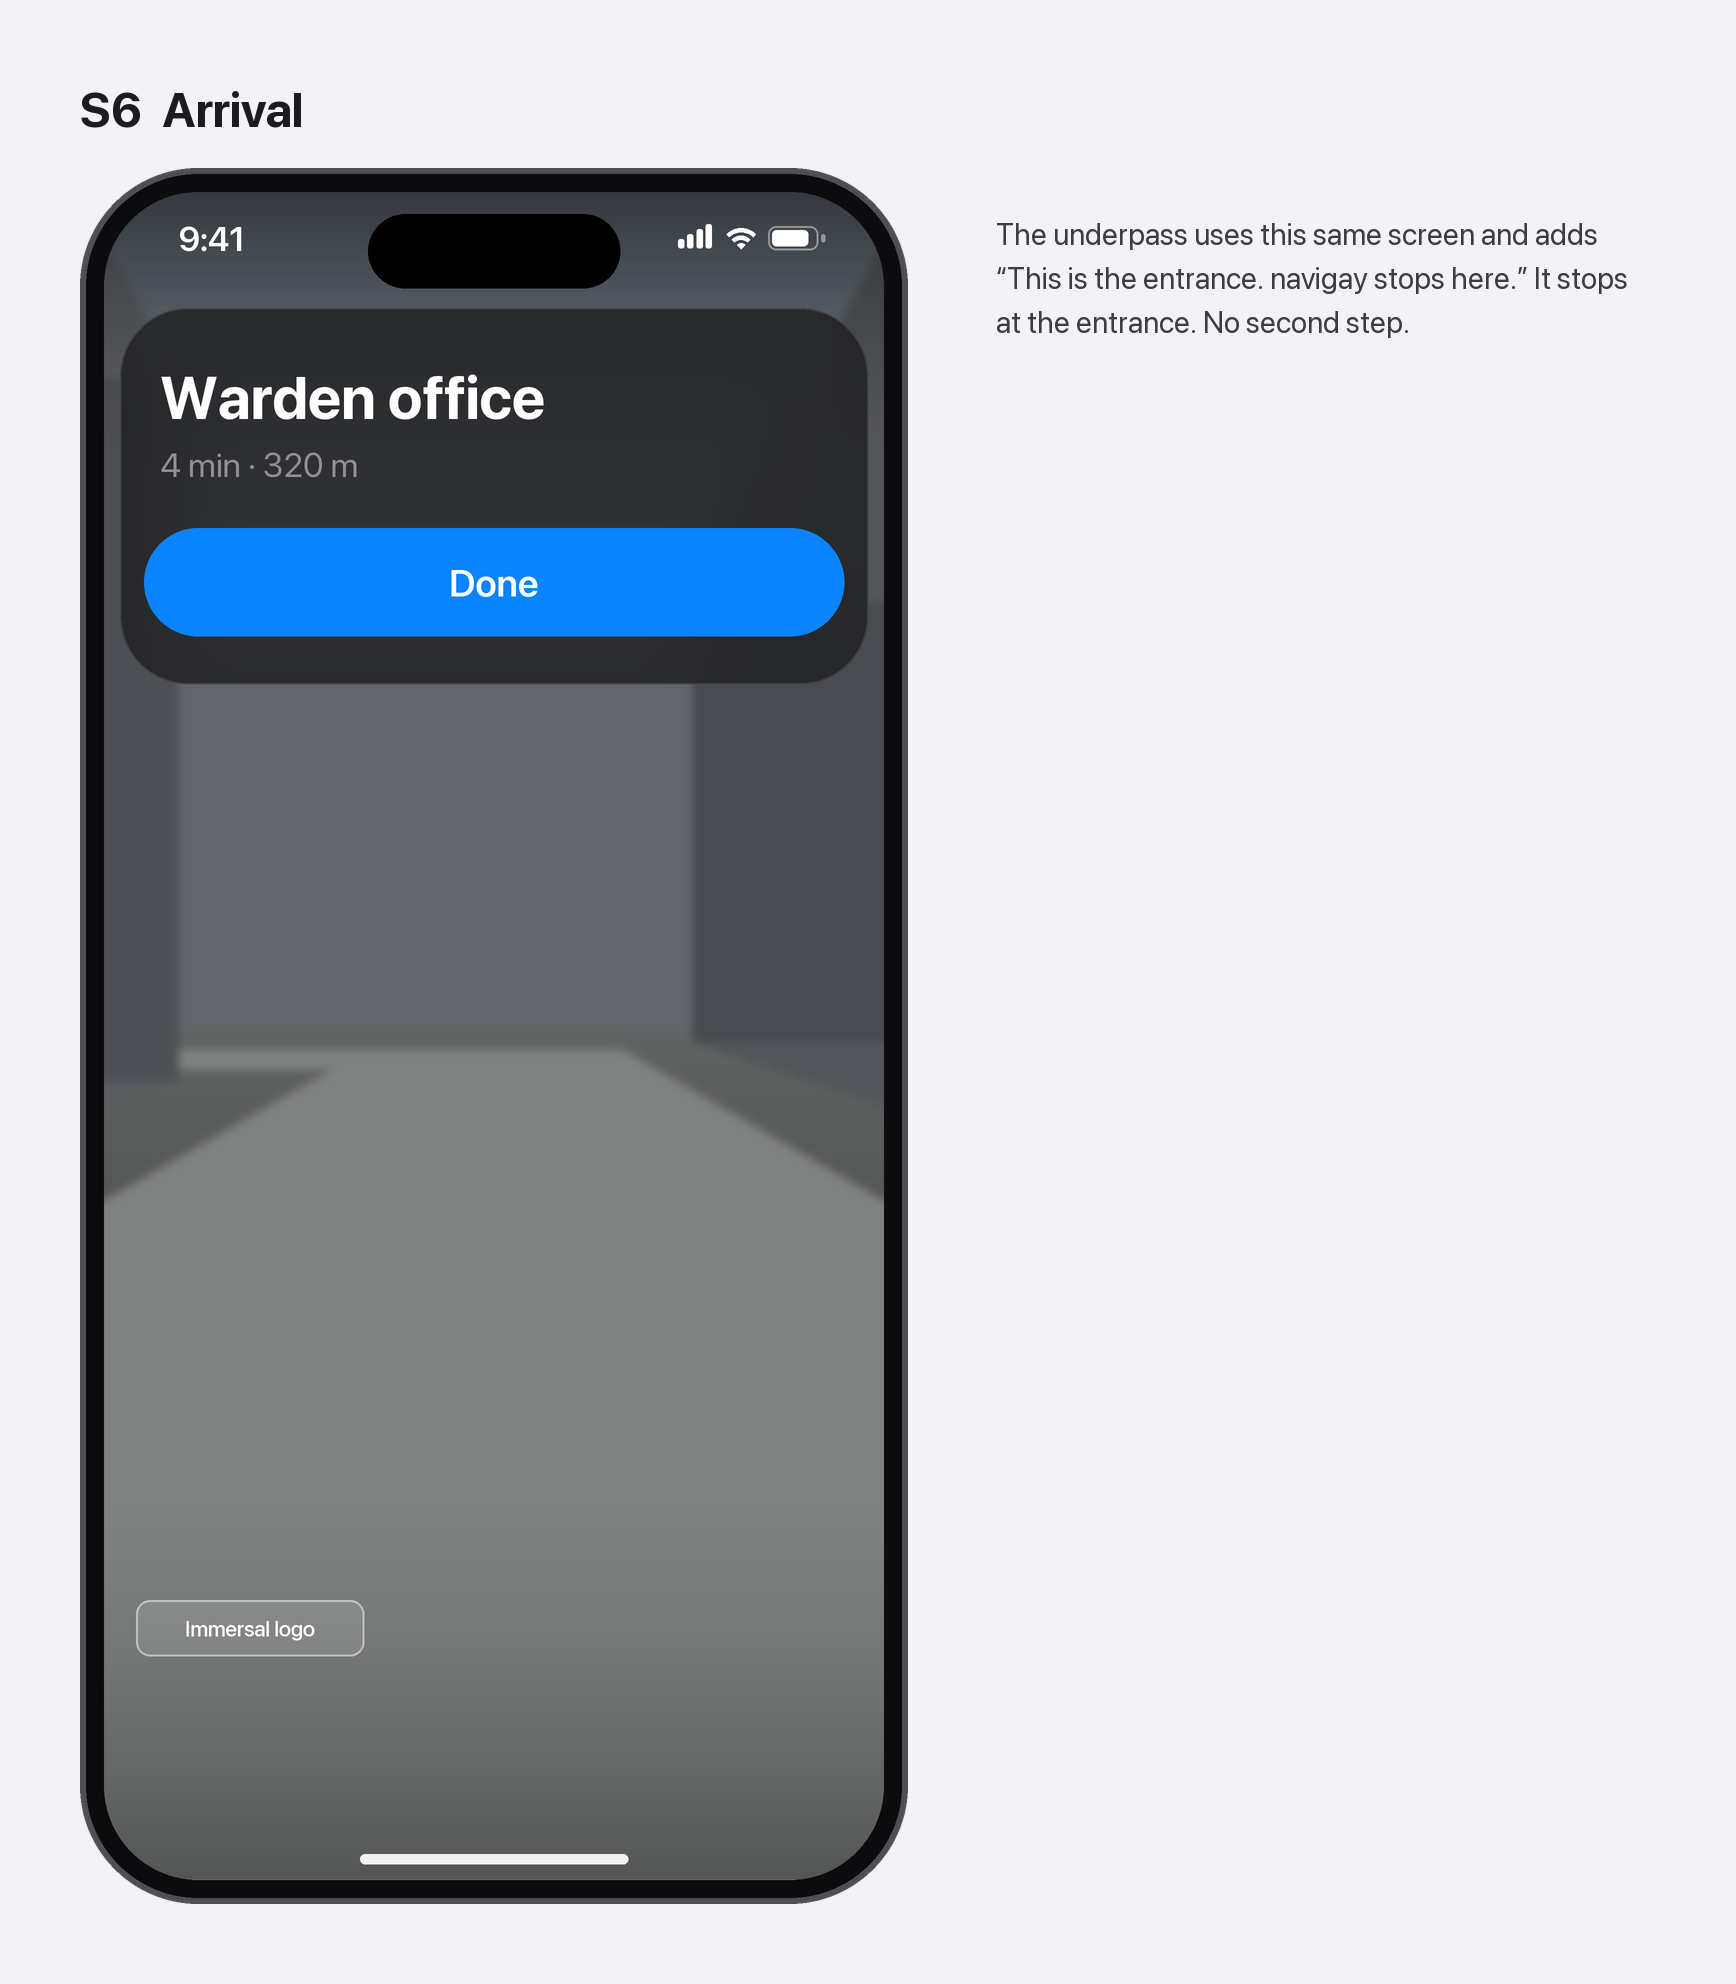 S6 Arrival
9:41
Warden office
4 min · 320 m
Done
Immersal logo
The underpass uses this same screen and adds
“This is the entrance. navigay stops here.” It stops
at the entrance. No second step.